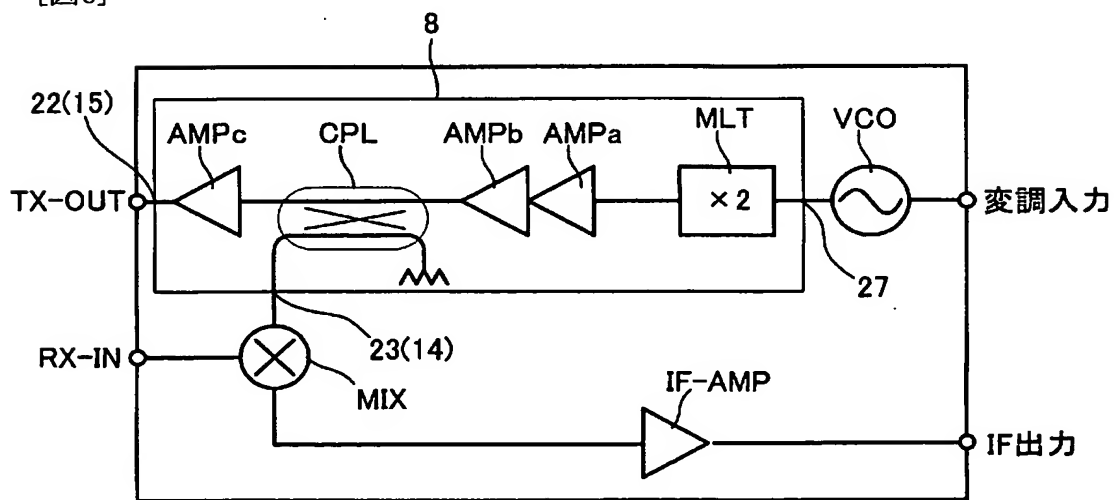 8
22(15)
AMPc
CPL
AMPb
AMPa
MLT
VCO
TX-OUT
×2
変調入力
27
23(14)
RX-IN
MIX
IF-AMP
IF出力